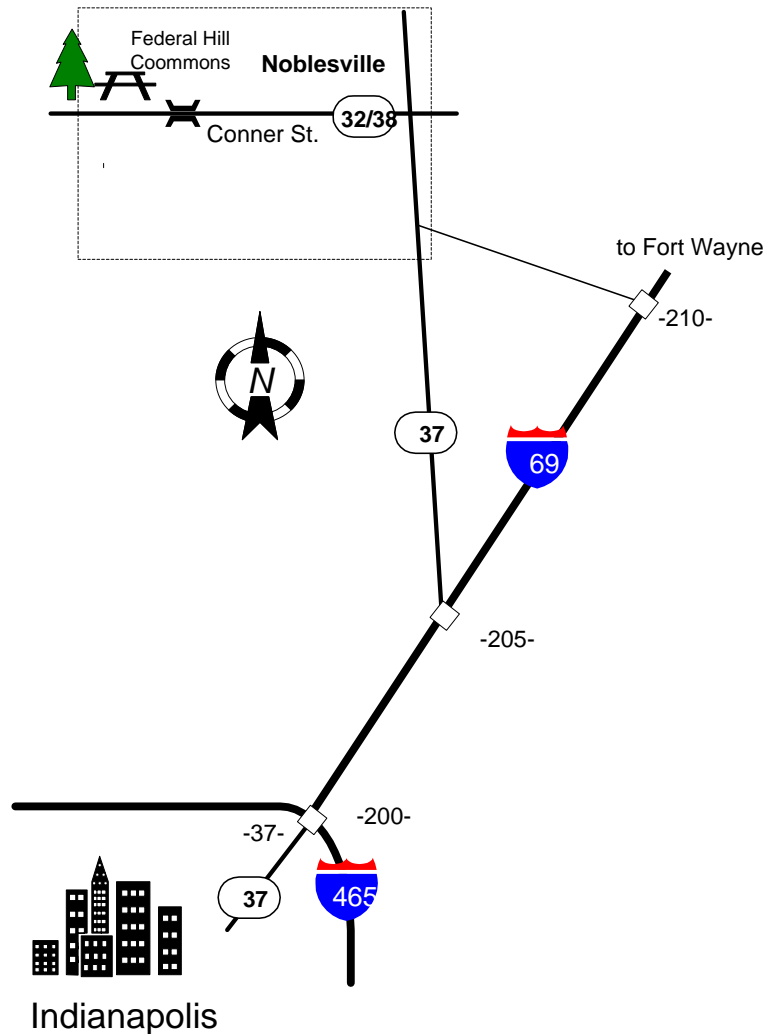 Federal Hill
Coommons
Noblesville
32/38
Conner St.
to Fort Wayne
-210-
N
37
69
-205-
-200-
-37-
37
465
Indianapolis